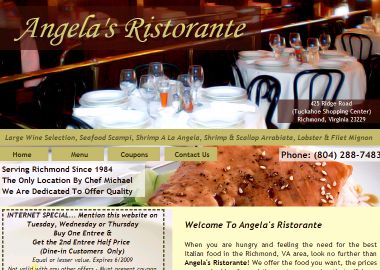 Angela's Ristorante
425 Ridge Road
(Tuckahoe Shopping Center)
Richmond, Virginia 23229
Large Wine Selection, Seafood Scampi, Shrimp A La Angela, Shrimp & Scallop Arrabiata, Lobster & Filet Mignon
Home Menu Coupons Contact Us Phone: (804) 288-7483
Serving Richmond Since 1984
The Only Location By Chef Michael
We Are Dedicated To Offer Quality
INTERNET SPECIAL... Mention this website on
Tuesday, Wednesday or Thursday
Buy One Entree &
Get the 2nd Entree Half Price
(Dine-in Customers Only)
Equal or lesser value. Expires 6/2009
Not valid with any other offers - Must present coupon
Welcome To Angela's Ristorante
When you are hungry and feeling the need for the best
Italian food in the Richmond, VA area, look no further than
Angela's Ristorante! We offer the food you want, the prices